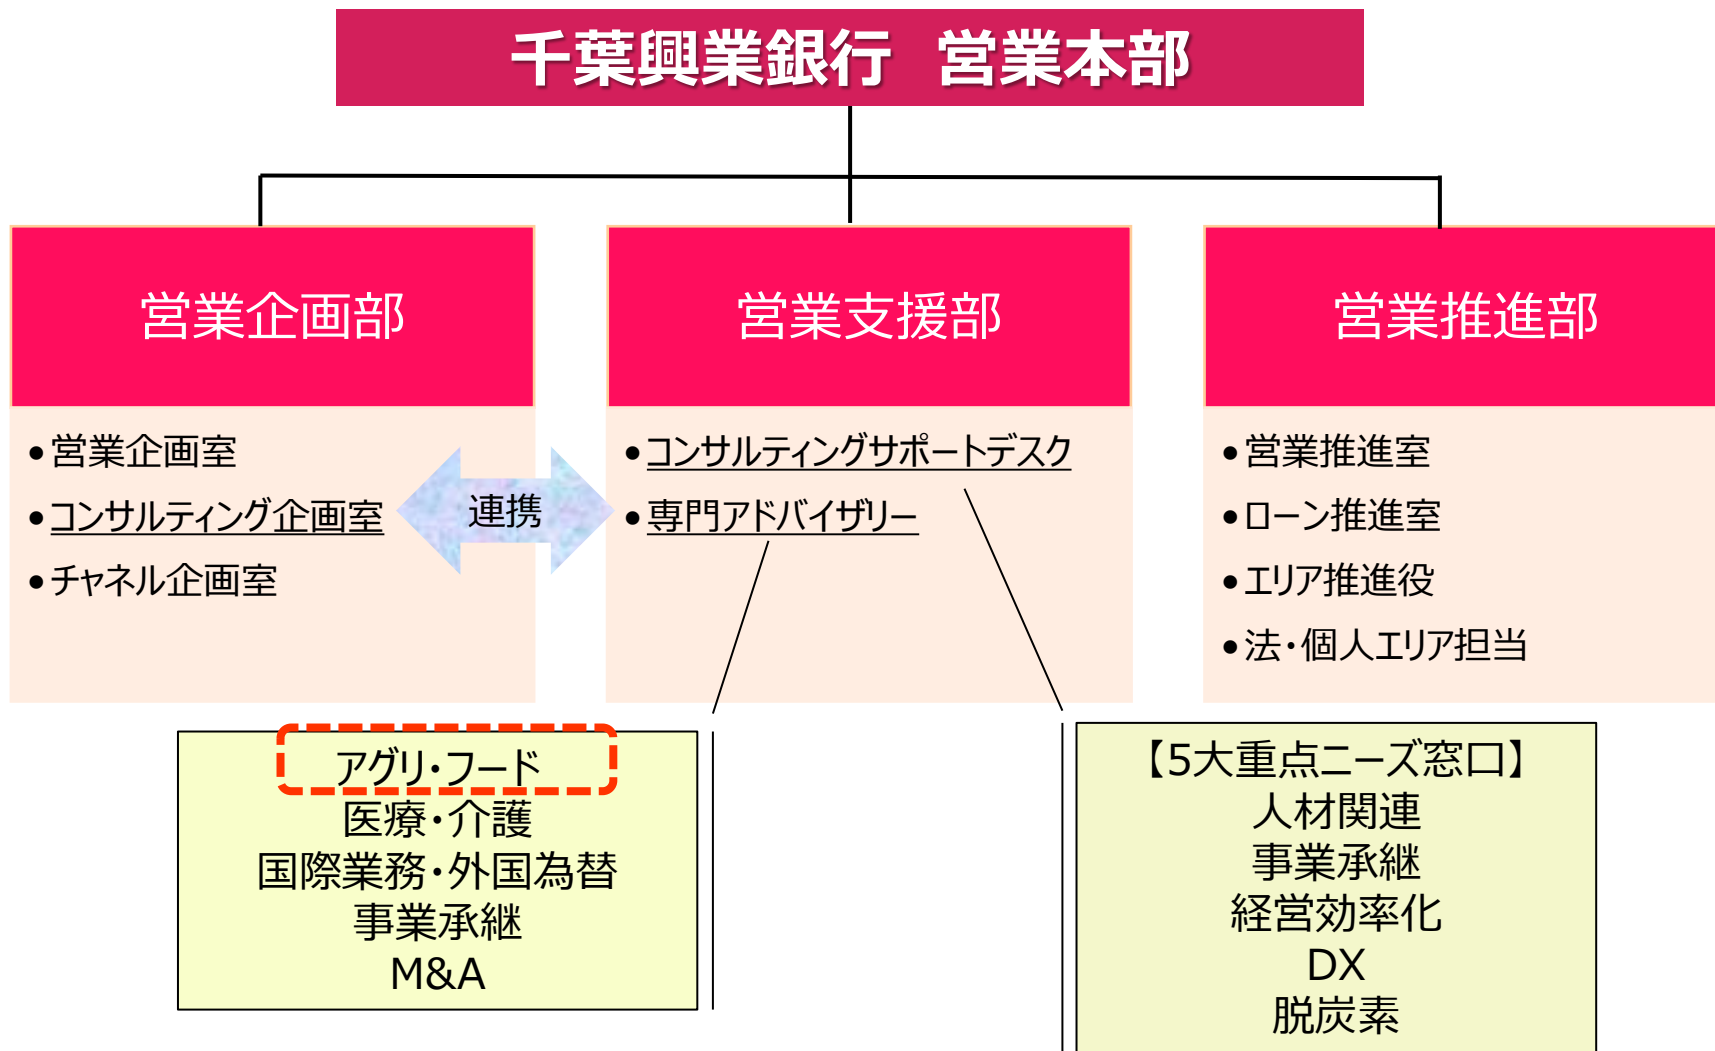 千葉興業銀行　営業本部
営業企画部
•営業企画室
•コンサルティング企画室
•チャネル企画室
連携
営業支援部
•コンサルティングサポートデスク
•専門アドバイザリー
営業推進部
•営業推進室
•ローン推進室
•エリア推進役
•法・個人エリア担当
アグリ・フード
医療・介護
国際業務・外国為替
事業承継
M&A
【5大重点ニーズ窓口】
人材関連
事業承継
経営効率化
DX
脱炭素